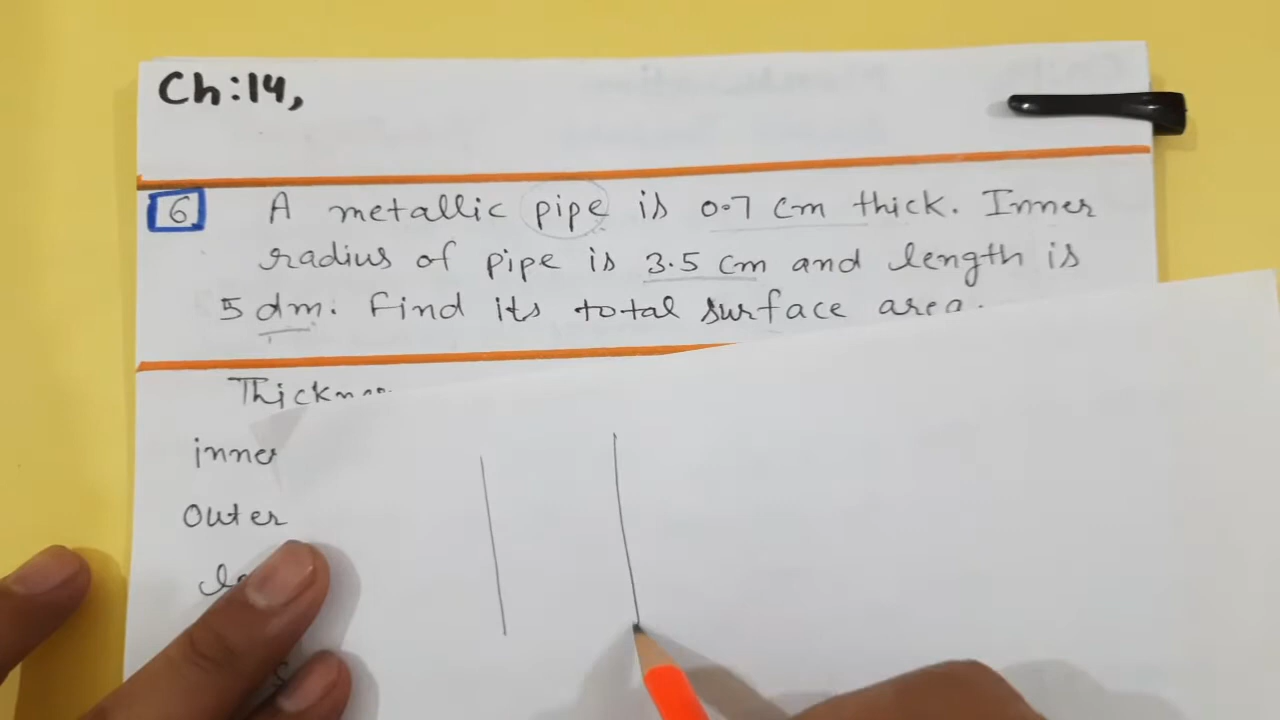 Ch:14,
6 A metallic pipe is 0.7 cm thick. Inner
radius of pipe is 3.5 cm and length is
5 dm. Find its total surface area.
inner
Outer